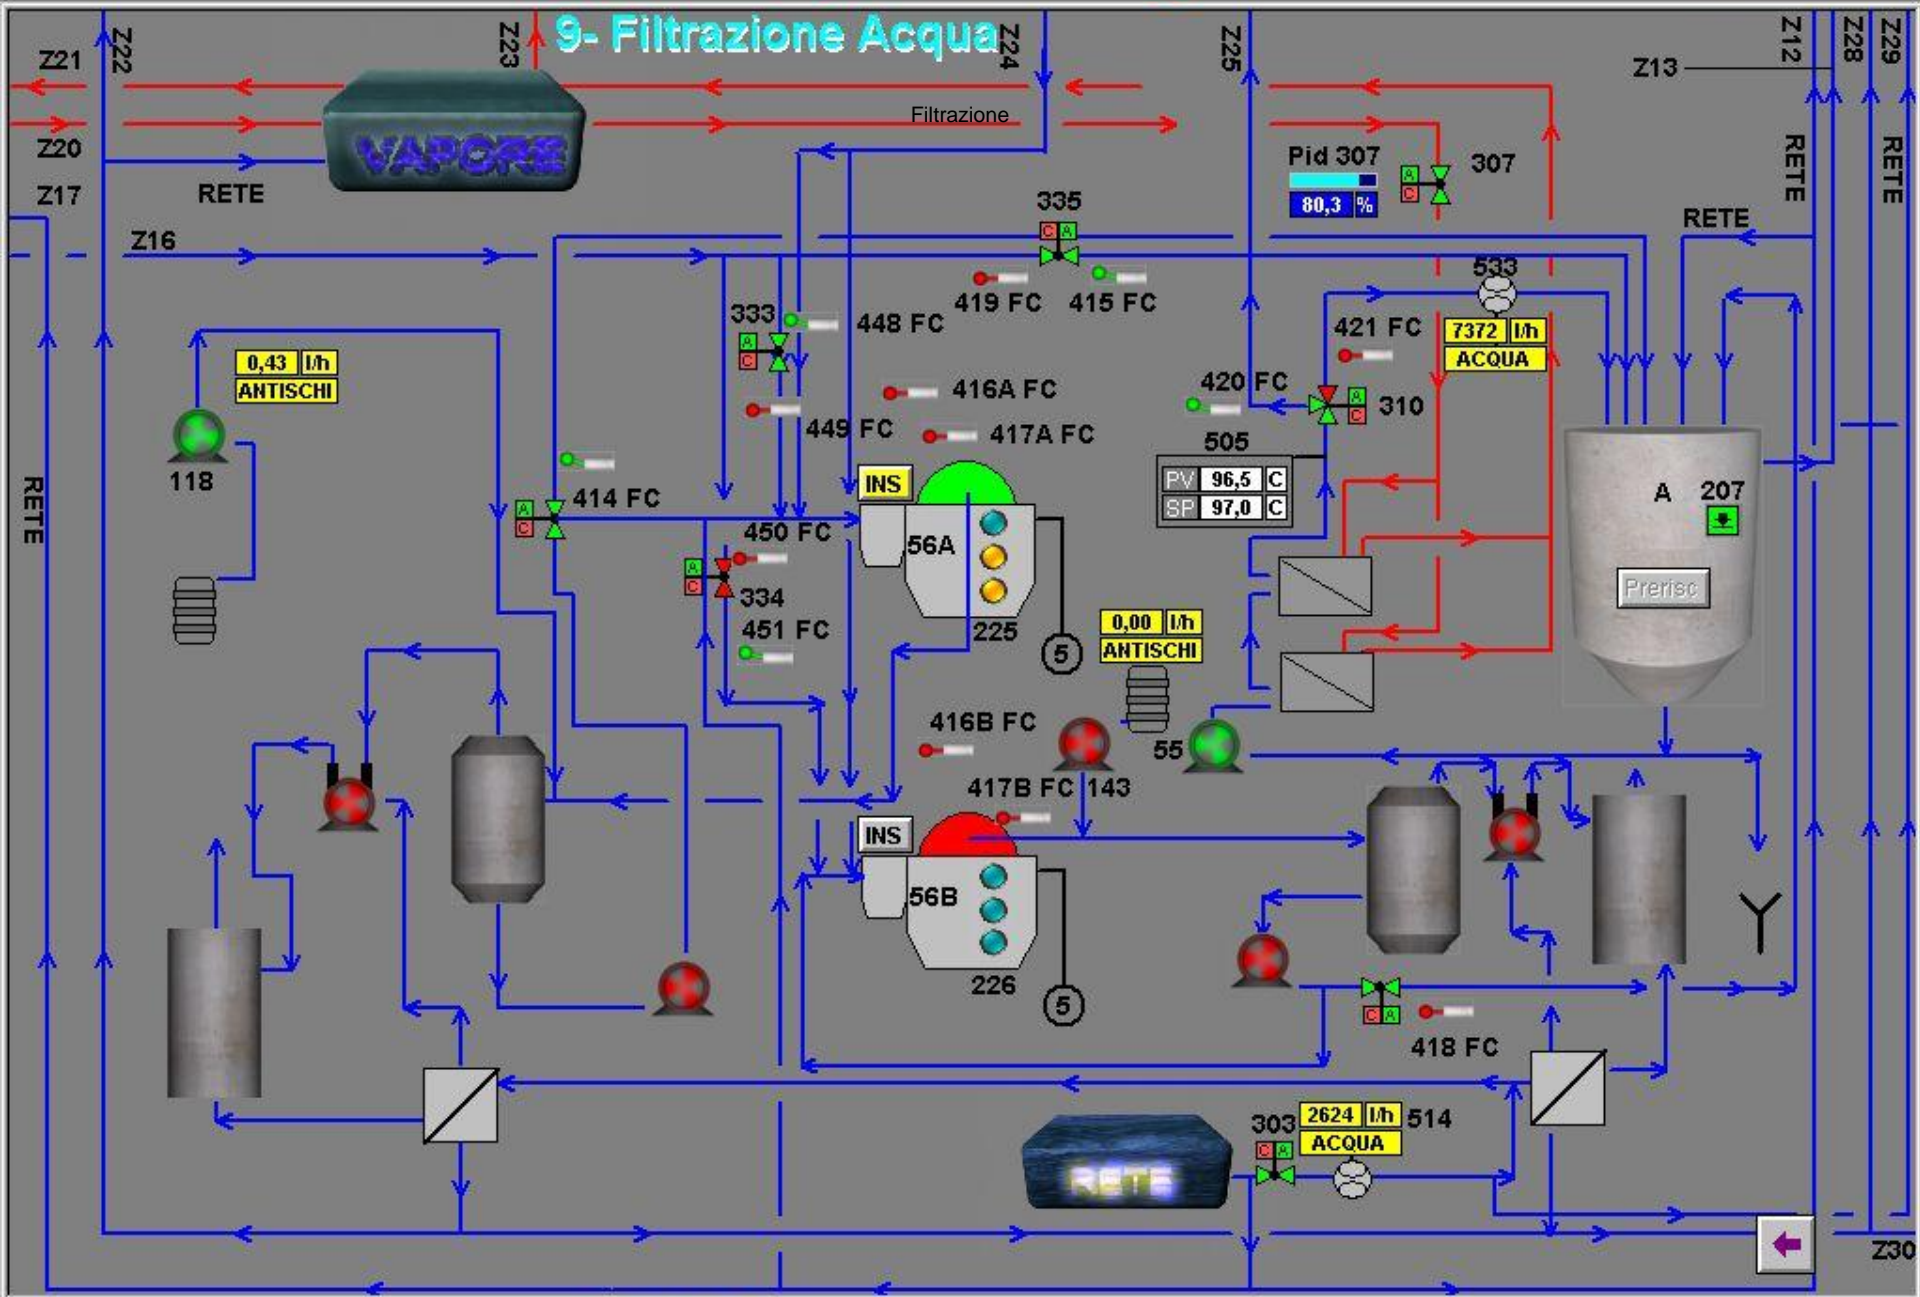 9- Filtrazione Acqua
Z22
Z23
Z24
Z25
Z12
Z28
Z29
Z21
Z13
Filtrazione
Z20
VAPORE
RETE
Z17
Pid 307
80,3 %
A
C
307
RETE
RETE
RETE
335
C A
Z16
419 FC
415 FC
533
7372 l/h
ACQUA
333
A
C
448 FC
421 FC
0,43 l/h
ANTISCHI
416A FC
420 FC
A
C
310
449 FC
417A FC
505
PV 96,5 C
SP 97,0 C
118
INS
A 207
RETE
A
C
414 FC
450 FC
56A
A
C
334
Prerisc
451 FC
225
5
0,00 l/h
ANTISCHI
416B FC
55
417B FC
143
INS
56B
226
5
C A
418 FC
303
C A
2624 l/h
ACQUA
514
RETE
Z30